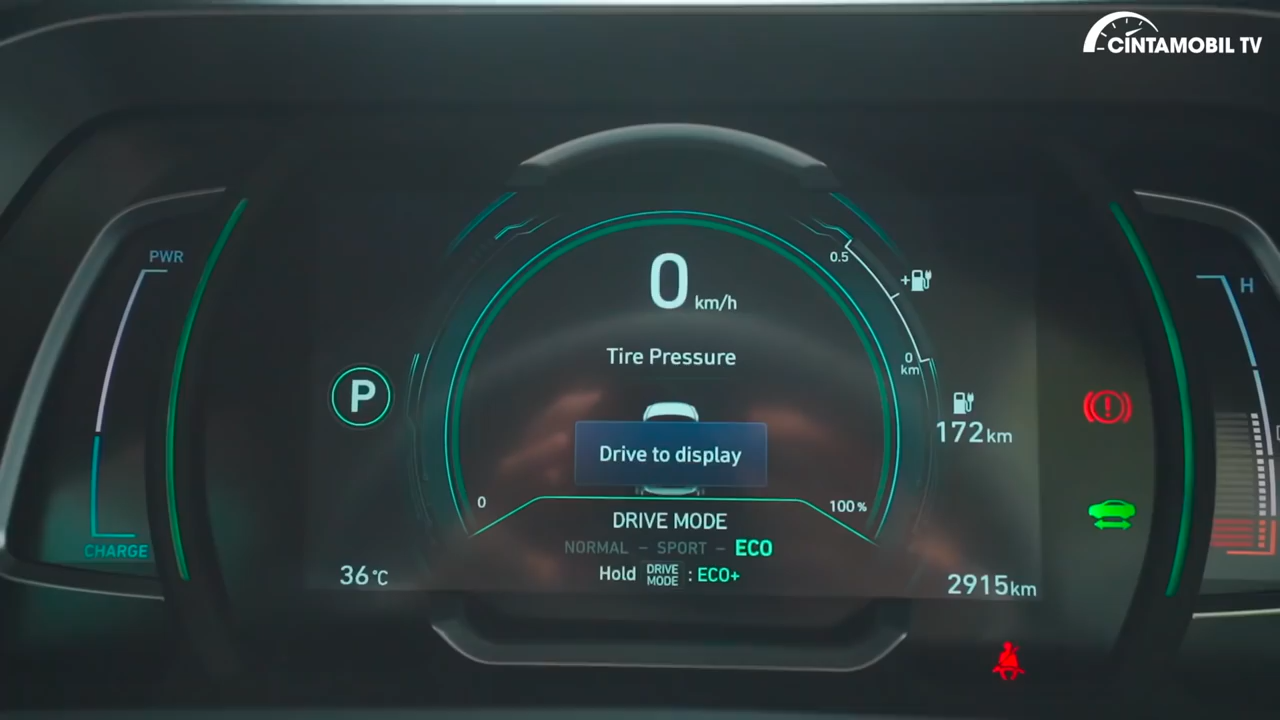 CINTAMOBIL TV
PWR
H
0.5
0 km/h
Tire Pressure
0
km
P
172km
Drive to display
0
100%
DRIVE MODE
NORMAL – SPORT – ECO
CHARGE
Hold DRIVE MODE : ECO+
36°C
2915km